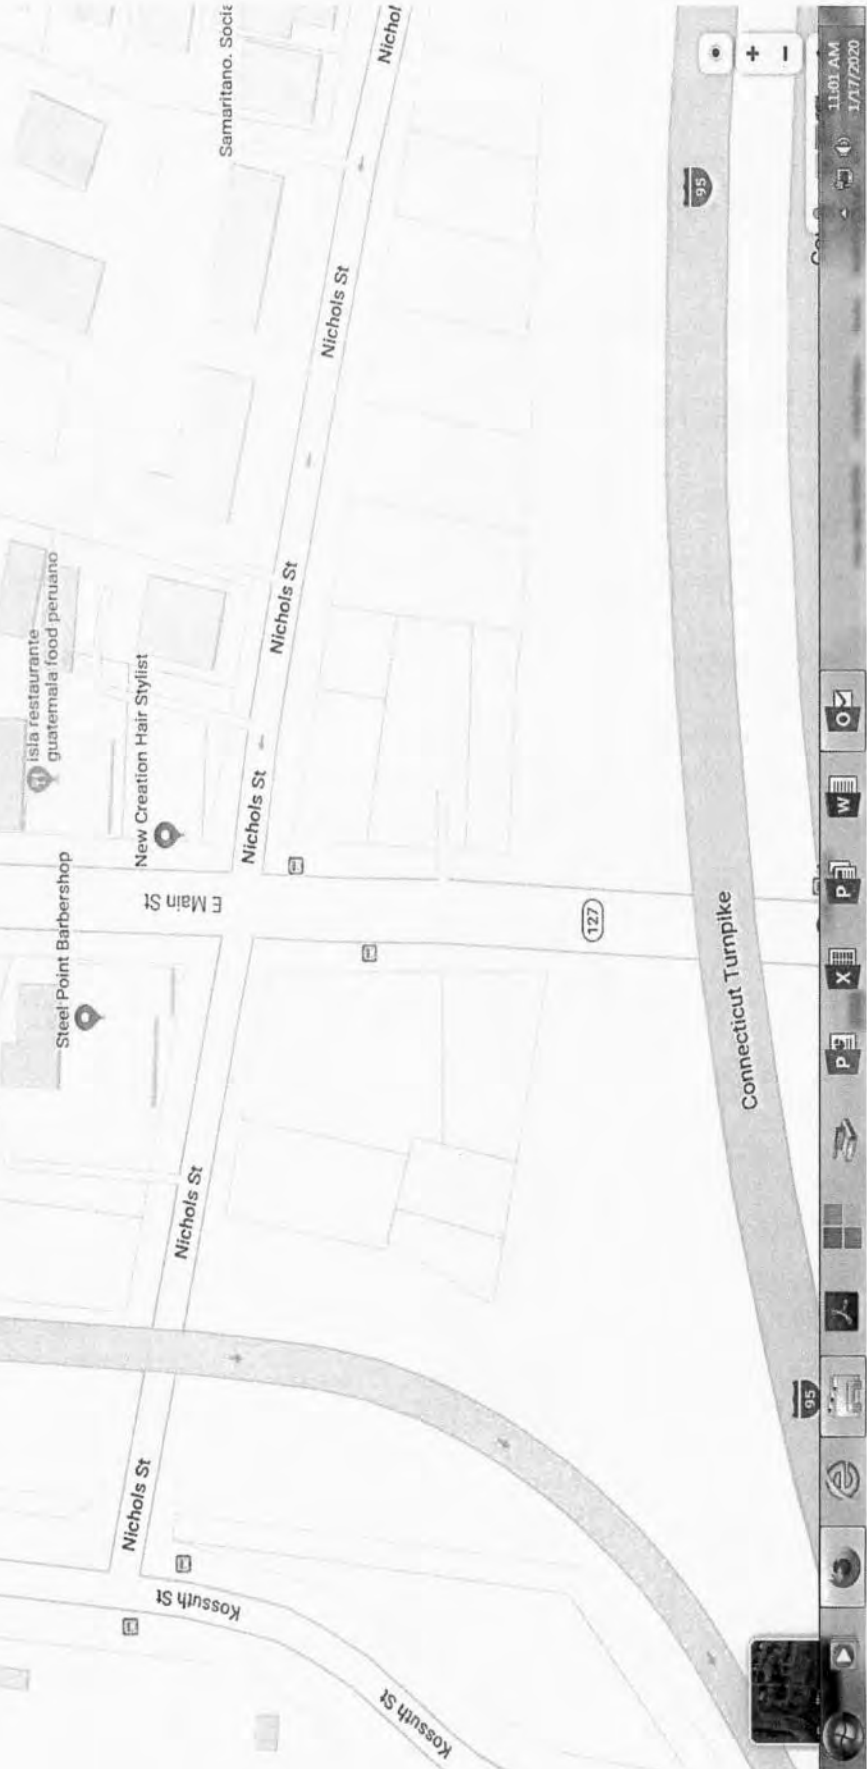 Samaritano. Socia
Nichol
Nichols St
Nichols St
Nichols St
Nichols St
Nichols St
isla restaurante
guatemala food peruano
New Creation Hair Stylist
Steel Point Barbershop
E Main St
127
95
Connecticut Turnpike
95
Kossuth St
Kossuth St
+
−
O
W
P
X
P
11:01 AM
1/17/2020